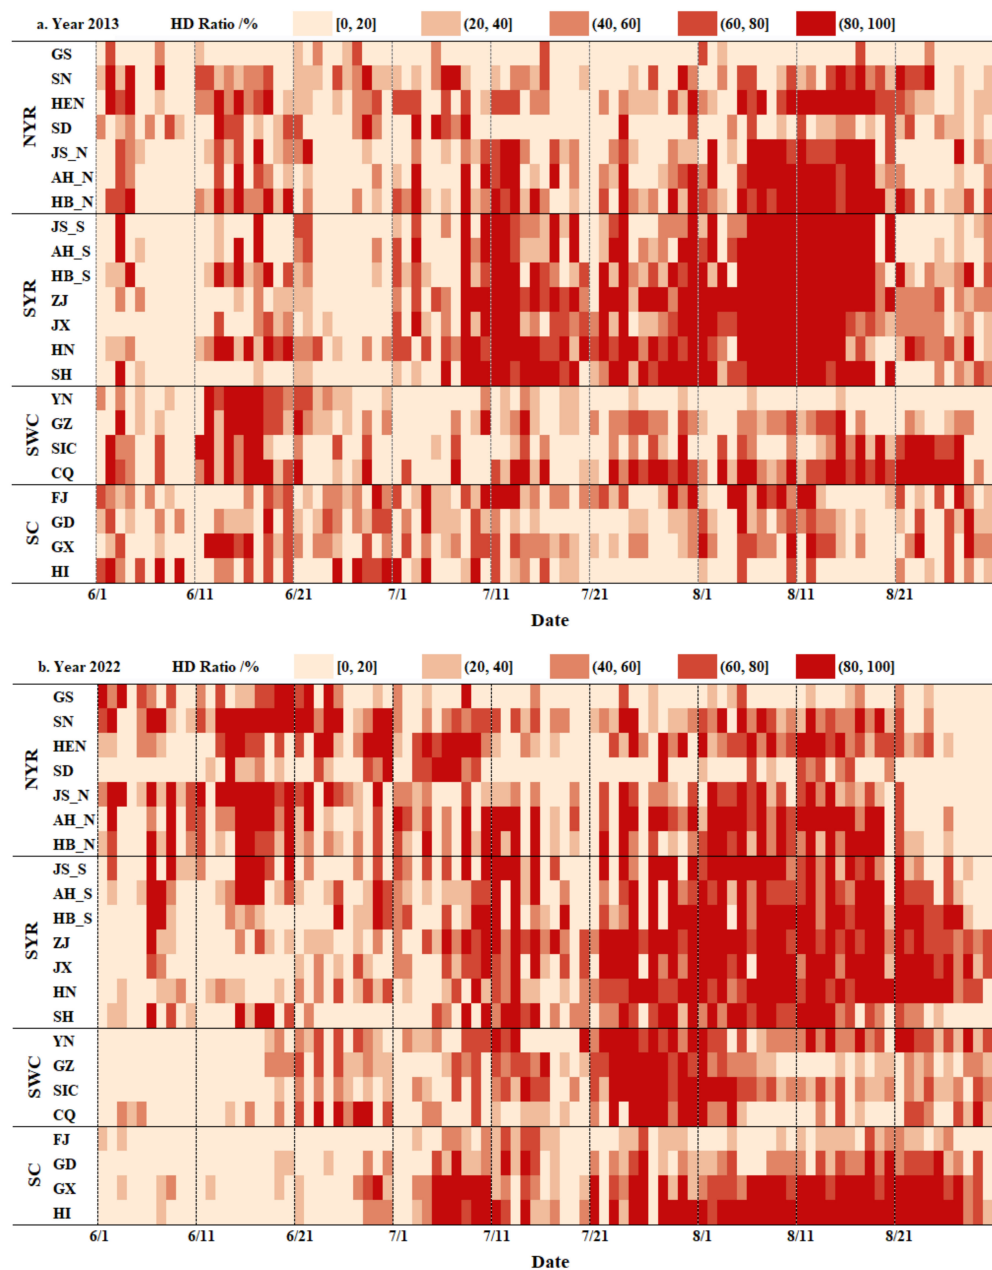 a. Year 2013 HD Ratio /% [0, 20] (20, 40] (40, 60] (60, 80] (80, 100]
NYR
GS
SN
HEN
SD
JS_N
AH_N
HB_N
SYR
JS_S
AH_S
HB_S
ZJ
JX
HN
SH
SWC
YN
GZ
SIC
CQ
SC
FJ
GD
GX
HI
6/1 6/11 6/21 7/1 7/11 7/21 8/1 8/11 8/21
Date
b. Year 2022 HD Ratio /% [0, 20] (20, 40] (40, 60] (60, 80] (80, 100]
NYR
GS
SN
HEN
SD
JS_N
AH_N
HB_N
SYR
JS_S
AH_S
HB_S
ZJ
JX
HN
SH
SWC
YN
GZ
SIC
CQ
SC
FJ
GD
GX
HI
6/1 6/11 6/21 7/1 7/11 7/21 8/1 8/11 8/21
Date